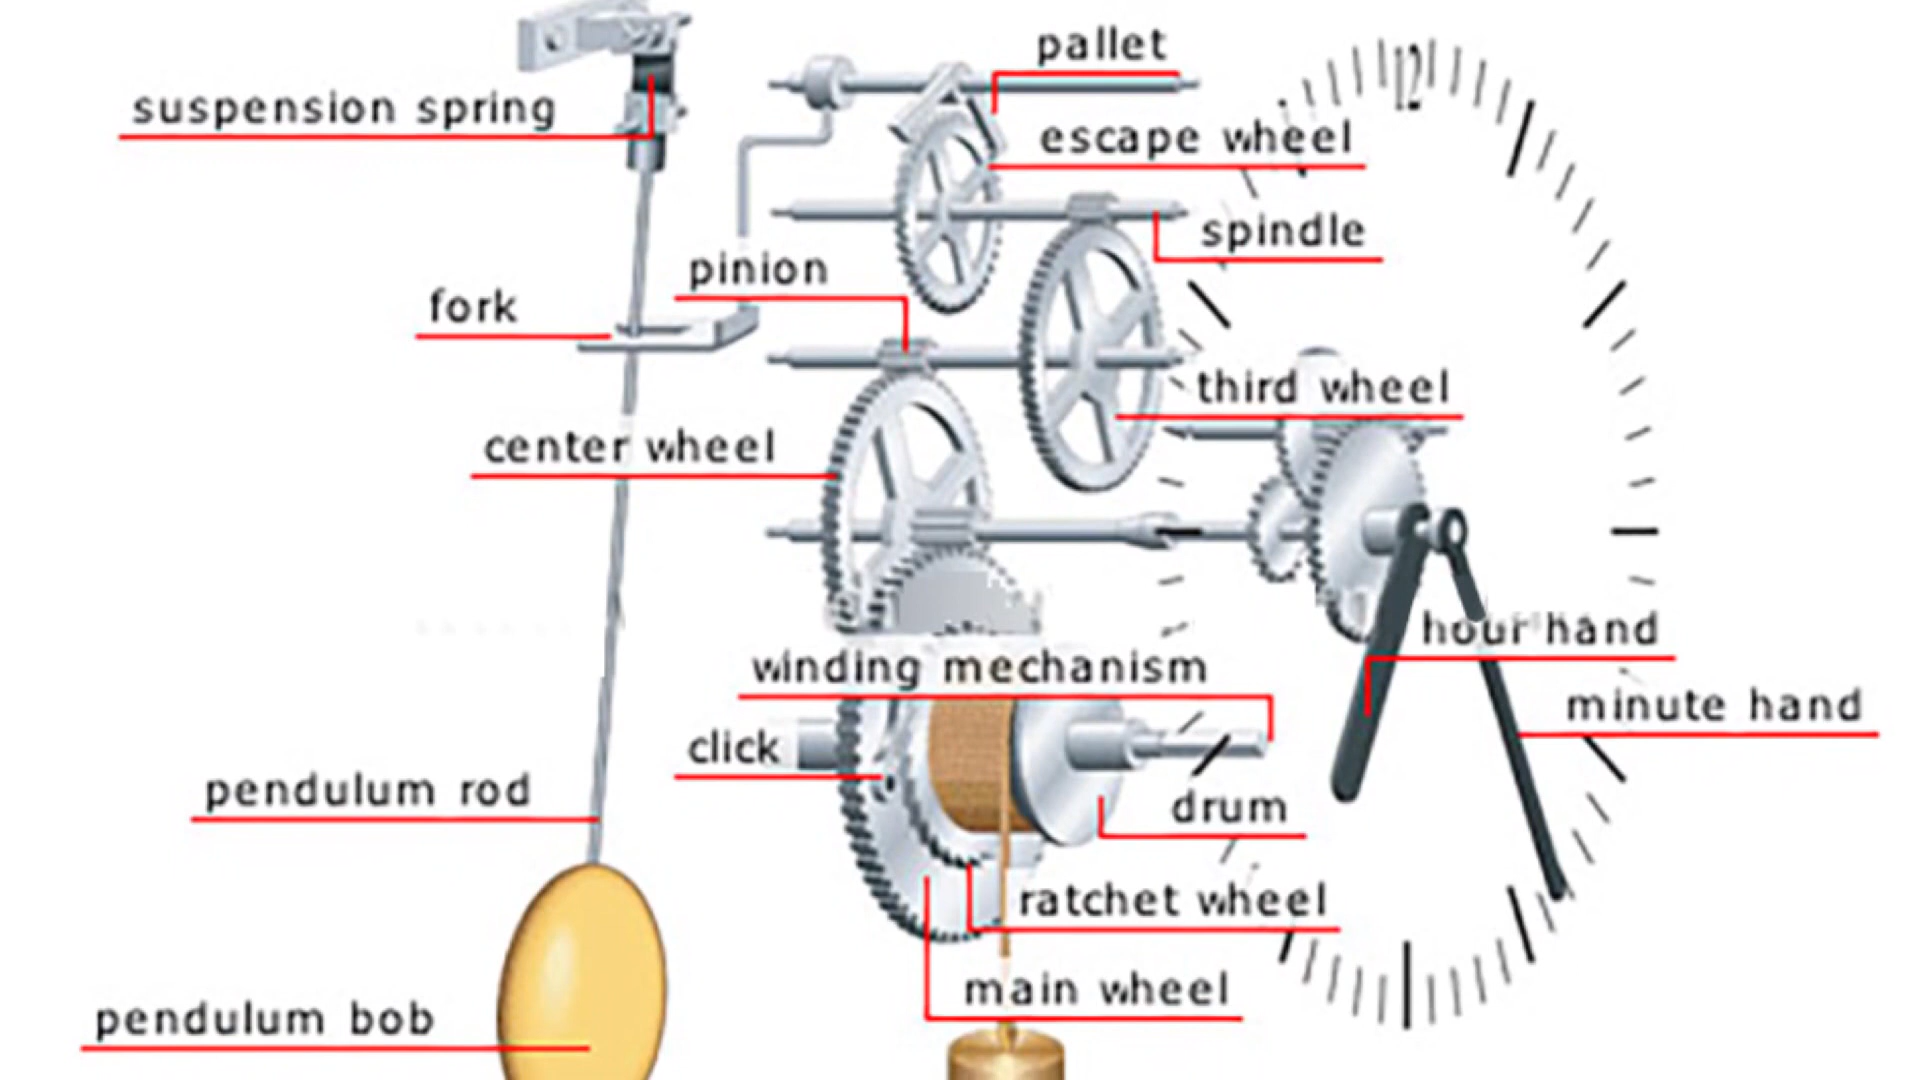 12
pallet
suspension spring
escape wheel
spindle
pinion
fork
third wheel
center wheel
hour hand
winding mechanism
minute hand
click
pendulum rod
drum
ratchet wheel
main wheel
pendulum bob